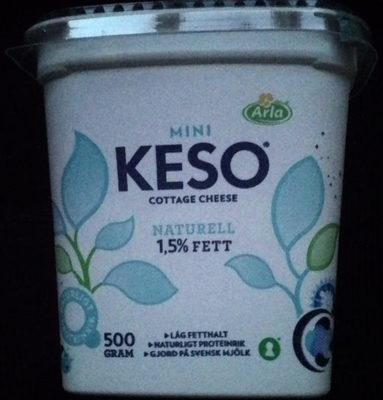 Arla
MINI
KESO®
COTTAGE CHEESE
NATURELL
1,5% FETT
500
GRAM
LÅG FETTHALT
NATURLIGT PROTEINRIK
GJORD PÅ SVENSK MJÖLK